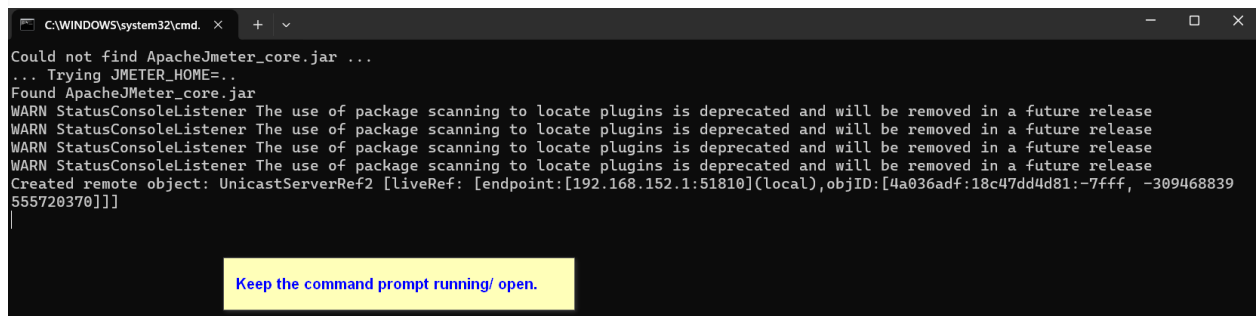 C:\WINDOWS\system32\cmd.
Could not find ApacheJmeter_core.jar ...
... Trying JMETER_HOME=..
Found ApacheJMeter_core.jar
WARN StatusConsoleListener The use of package scanning to locate plugins is deprecated and will be removed in a future release
WARN StatusConsoleListener The use of package scanning to locate plugins is deprecated and will be removed in a future release
WARN StatusConsoleListener The use of package scanning to locate plugins is deprecated and will be removed in a future release
WARN StatusConsoleListener The use of package scanning to locate plugins is deprecated and will be removed in a future release
Created remote object: UnicastServerRef2 [liveRef: [endpoint:[192.168.152.1:51810](local),objID:[4a036adf:18c47dd4d81:-7fff, -309468839
555720370]]]
Keep the command prompt running/ open.